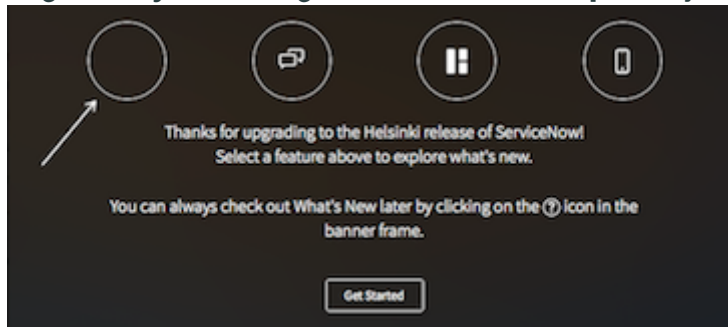 Thanks for upgrading to the Helsinki release of ServiceNow!
Select a feature above to explore what's new.
You can always check out What's New later by clicking on the ? icon in the
banner frame.
Get Started